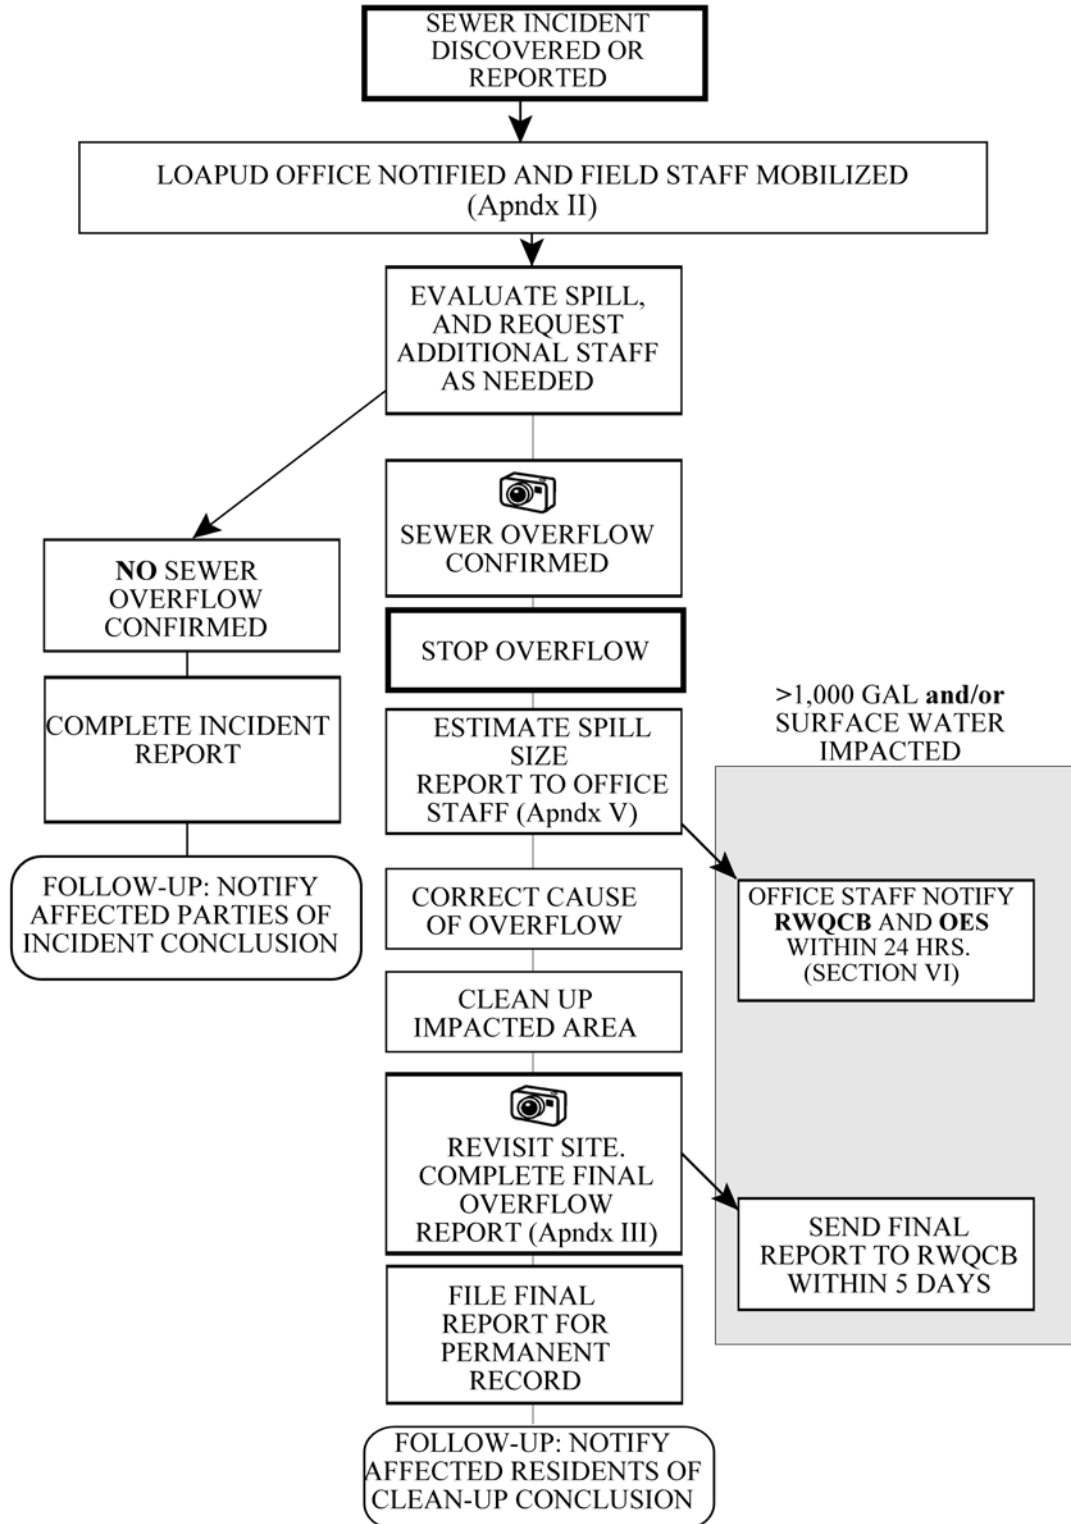 SEWER INCIDENT
DISCOVERED OR
REPORTED
LOAPUD OFFICE NOTIFIED AND FIELD STAFF MOBILIZED
(Apndx II)
EVALUATE SPILL,
AND REQUEST
ADDITIONAL STAFF
AS NEEDED
NO SEWER
OVERFLOW
CONFIRMED
COMPLETE INCIDENT
REPORT
FOLLOW-UP: NOTIFY
AFFECTED PARTIES OF
INCIDENT CONCLUSION
SEWER OVERFLOW
CONFIRMED
STOP OVERFLOW
ESTIMATE SPILL
SIZE
REPORT TO OFFICE
STAFF (Apndx V)
>1,000 GAL and/or
SURFACE WATER
IMPACTED
OFFICE STAFF NOTIFY
RWQCB AND OES
WITHIN 24 HRS.
(SECTION VI)
CORRECT CAUSE
OF OVERFLOW
CLEAN UP
IMPACTED AREA
REVISIT SITE.
COMPLETE FINAL
OVERFLOW
REPORT (Apndx III)
SEND FINAL
REPORT TO RWQCB
WITHIN 5 DAYS
FILE FINAL
REPORT FOR
PERMANENT
RECORD
FOLLOW-UP: NOTIFY
AFFECTED RESIDENTS OF
CLEAN-UP CONCLUSION